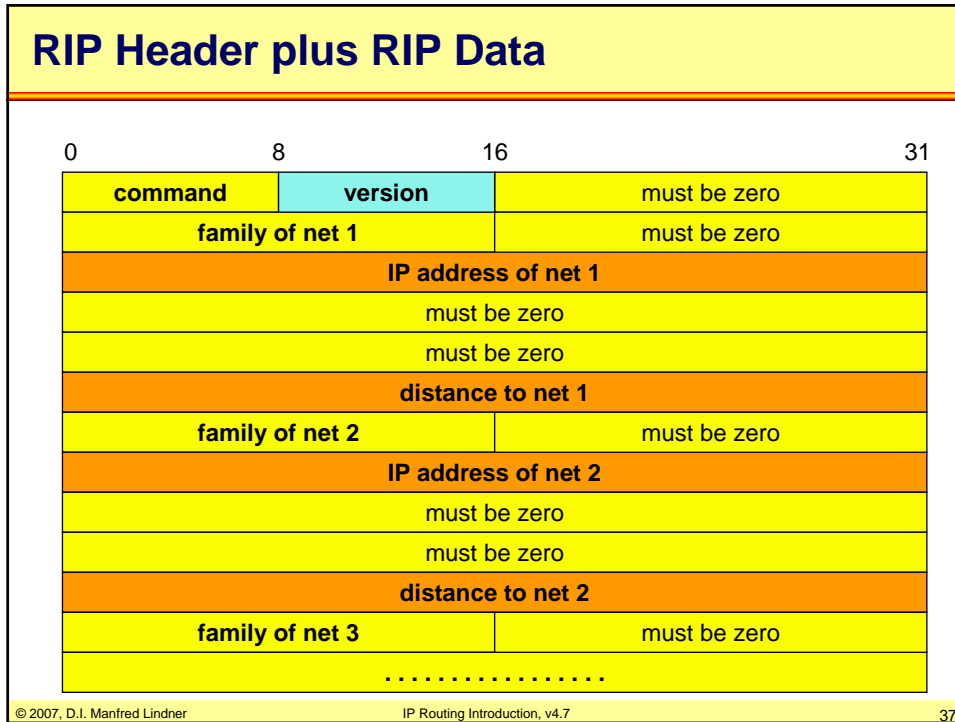 RIP Header plus RIP Data
0 8 16 31
command version must be zero
family of net 1 must be zero
IP address of net 1
must be zero
must be zero
distance to net 1
family of net 2 must be zero
IP address of net 2
must be zero
must be zero
distance to net 2
family of net 3 must be zero
. . . . . . . . . . . . . . . . .
© 2007, D.I. Manfred Lindner IP Routing Introduction, v4.7 37